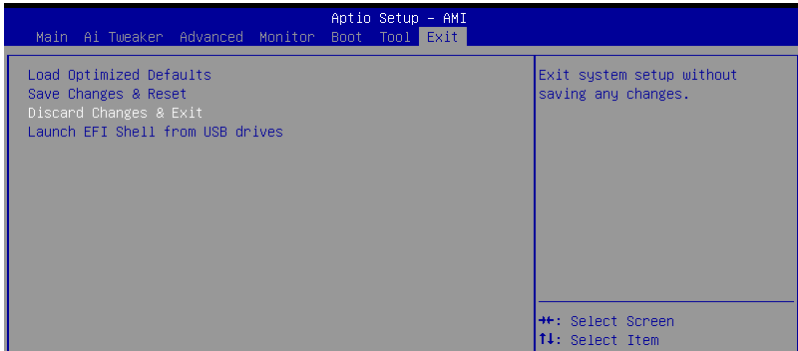 Aptio Setup - AMI
Main Ai Tweaker Advanced Monitor Boot Tool Exit
Load Optimized Defaults
Save Changes & Reset
Discard Changes & Exit
Launch EFI Shell from USB drives
Exit system setup without
saving any changes.
→←: Select Screen
↑↓: Select Item